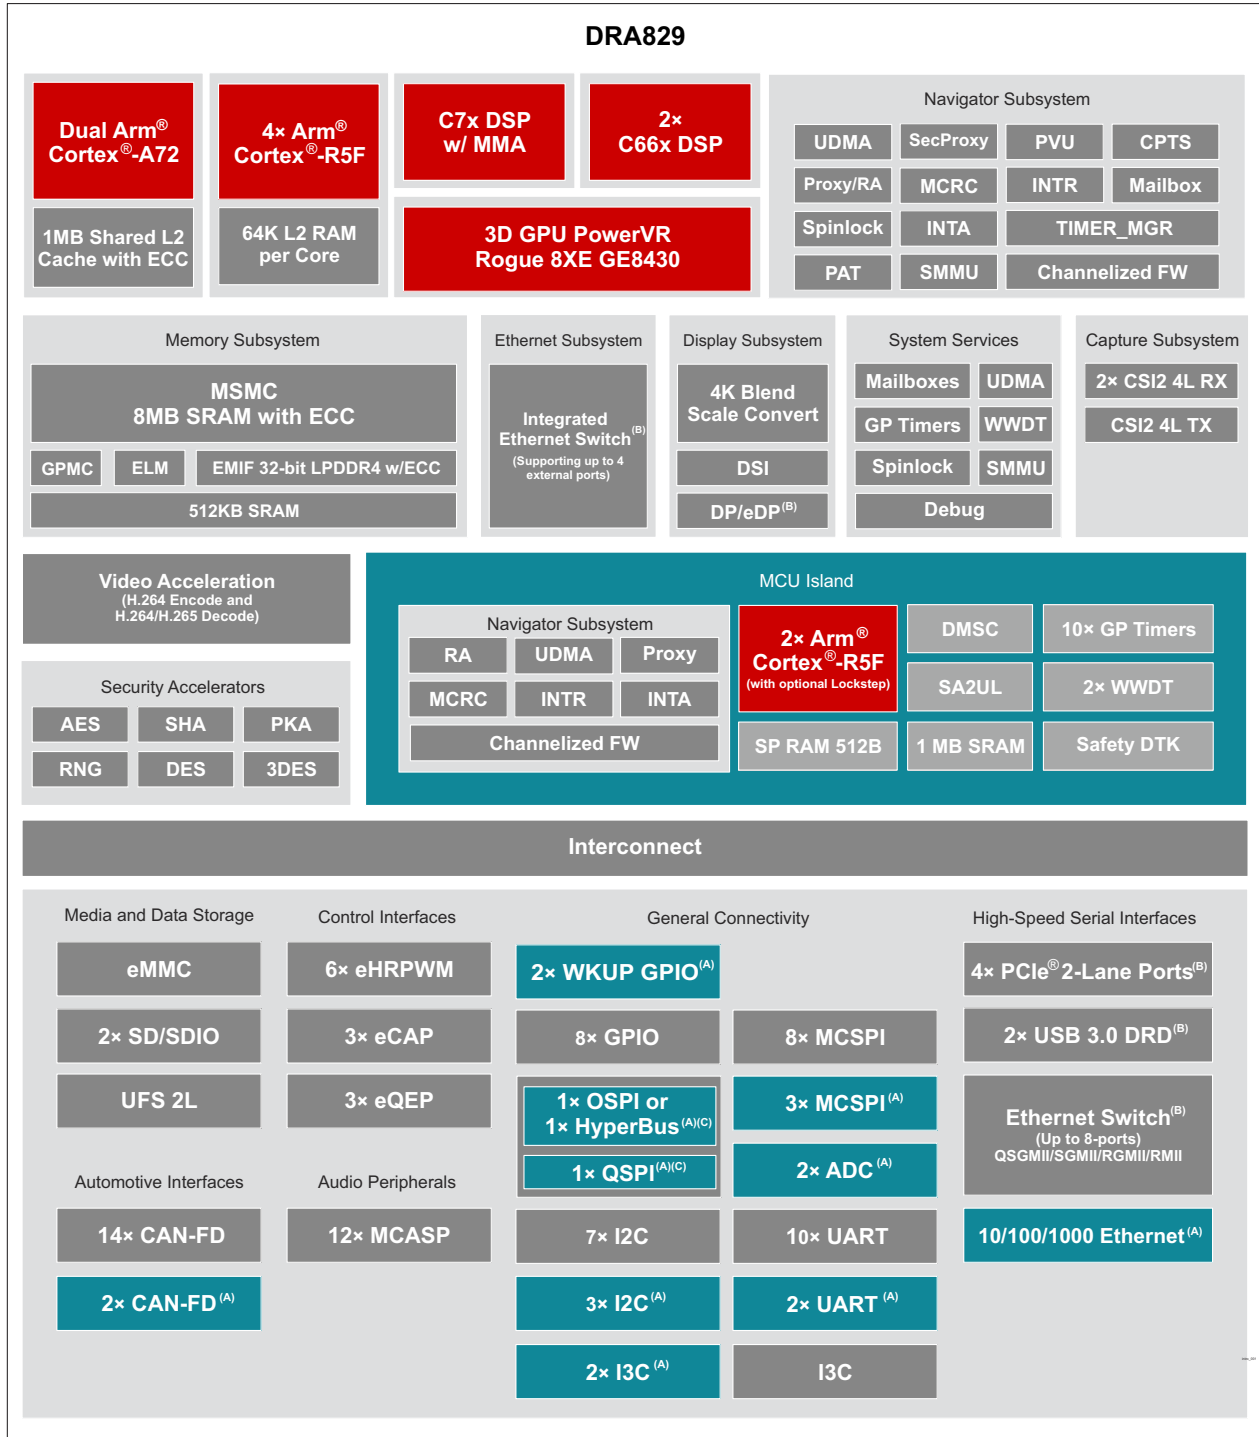 DRA829
Dual Arm®
Cortex®-A72
1MB Shared L2
Cache with ECC
4× Arm®
Cortex®-R5F
64K L2 RAM
per Core
C7x DSP
w/ MMA
2×
C66x DSP
3D GPU PowerVR
Rogue 8XE GE8430
Navigator Subsystem
UDMA
SecProxy
PVU
CPTS
Proxy/RA
MCRC
INTR
Mailbox
Spinlock
INTA
TIMER_MGR
PAT
SMMU
Channelized FW
Memory Subsystem
MSMC
8MB SRAM with ECC
GPMC
ELM
EMIF 32-bit LPDDR4 w/ECC
512KB SRAM
Ethernet Subsystem
Integrated
Ethernet Switch(B)
(Supporting up to 4
external ports)
Display Subsystem
4K Blend
Scale Convert
DSI
DP/eDP(B)
System Services
Mailboxes
UDMA
GP Timers
WWDT
Spinlock
SMMU
Debug
Capture Subsystem
2× CSI2 4L RX
CSI2 4L TX
Video Acceleration
(H.264 Encode and
H.264/H.265 Decode)
Security Accelerators
AES
SHA
PKA
RNG
DES
3DES
MCU Island
Navigator Subsystem
RA
UDMA
Proxy
MCRC
INTR
INTA
Channelized FW
2× Arm®
Cortex®-R5F
(with optional Lockstep)
DMSC
10× GP Timers
SA2UL
2× WWDT
SP RAM 512B
1 MB SRAM
Safety DTK
Interconnect
Media and Data Storage
eMMC
2× SD/SDIO
UFS 2L
Automotive Interfaces
14× CAN-FD
2× CAN-FD(A)
Control Interfaces
6× eHRPWM
3× eCAP
3× eQEP
Audio Peripherals
12× MCASP
General Connectivity
2× WKUP GPIO(A)
8× GPIO
8× MCSPI
1× OSPI or
1× HyperBus(A)(C)
1× QSPI(A)(C)
3× MCSPI(A)
2× ADC(A)
7× I2C
10× UART
3× I2C(A)
2× UART (A)
2× I3C(A)
I3C
High-Speed Serial Interfaces
4× PCIe® 2-Lane Ports(B)
2× USB 3.0 DRD(B)
Ethernet Switch(B)
(Up to 8-ports)
QSGMII/SGMII/RGMII/RMII
10/100/1000 Ethernet(A)